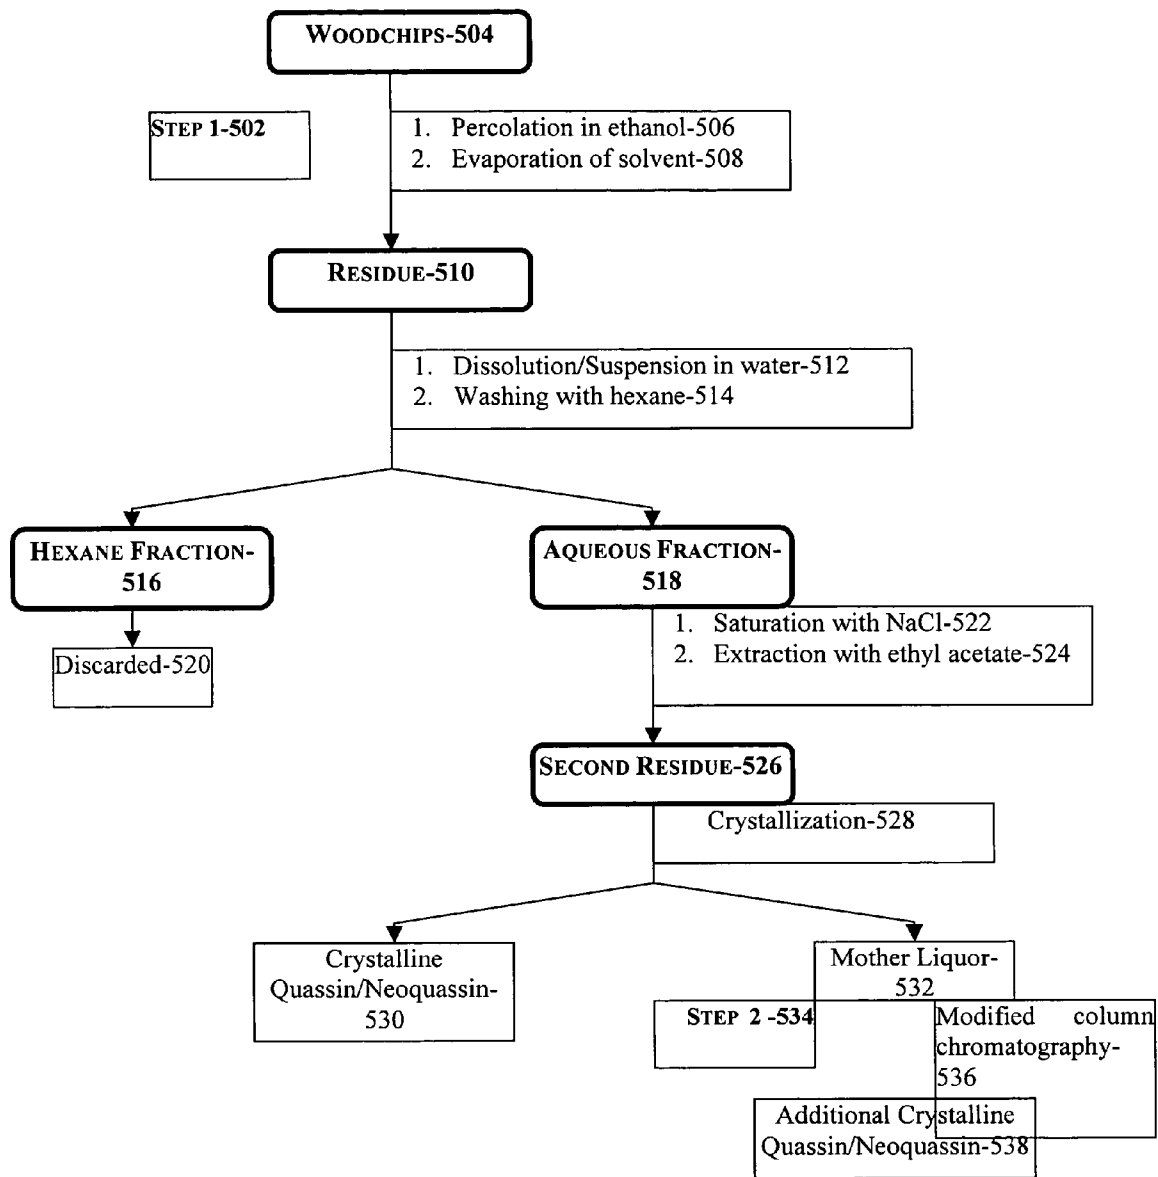 WOODCHIPS-504
STEP 1-502
1. Percolation in ethanol-506
2. Evaporation of solvent-508
RESIDUE-510
1. Dissolution/Suspension in water-512
2. Washing with hexane-514
HEXANE FRACTION-
516
AQUEOUS FRACTION-
518
Discarded-520
1. Saturation with NaCl-522
2. Extraction with ethyl acetate-524
SECOND RESIDUE-526
Crystallization-528
Crystalline
Quassin/Neoquassin-
530
Mother Liquor-
532
STEP 2 -534
Modified column
chromatography-
536
Additional Crystalline
Quassin/Neoquassin-538